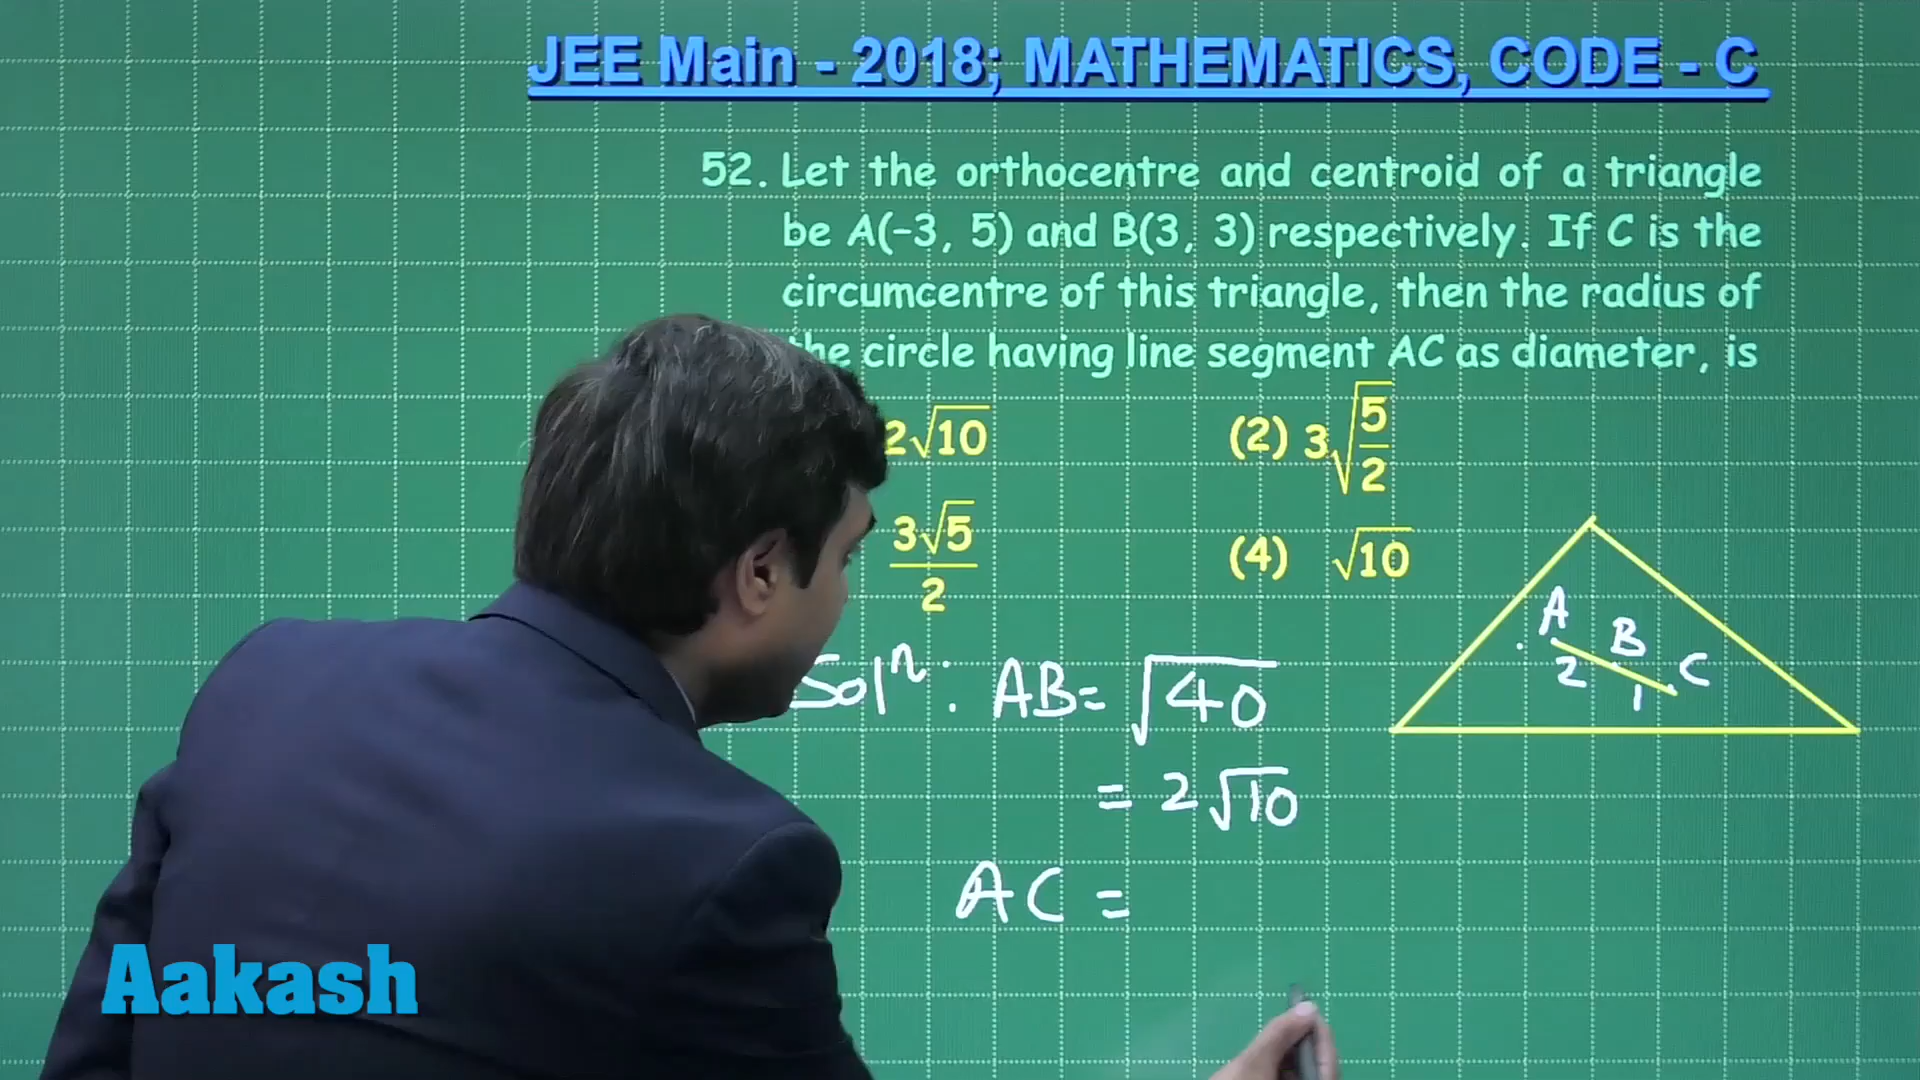 JEE Main - 2018; MATHEMATICS, CODE - C
52. Let the orthocentre and centroid of a triangle
be A(–3, 5) and B(3, 3) respectively. If C is the
circumcentre of this triangle, then the radius of
the circle having line segment AC as diameter, is
2√10
(2) 3√(5/2)
3√5/2
(4) √10
A
B
C
2
1
Solⁿ : AB = √40
= 2√10
AC =
Aakash